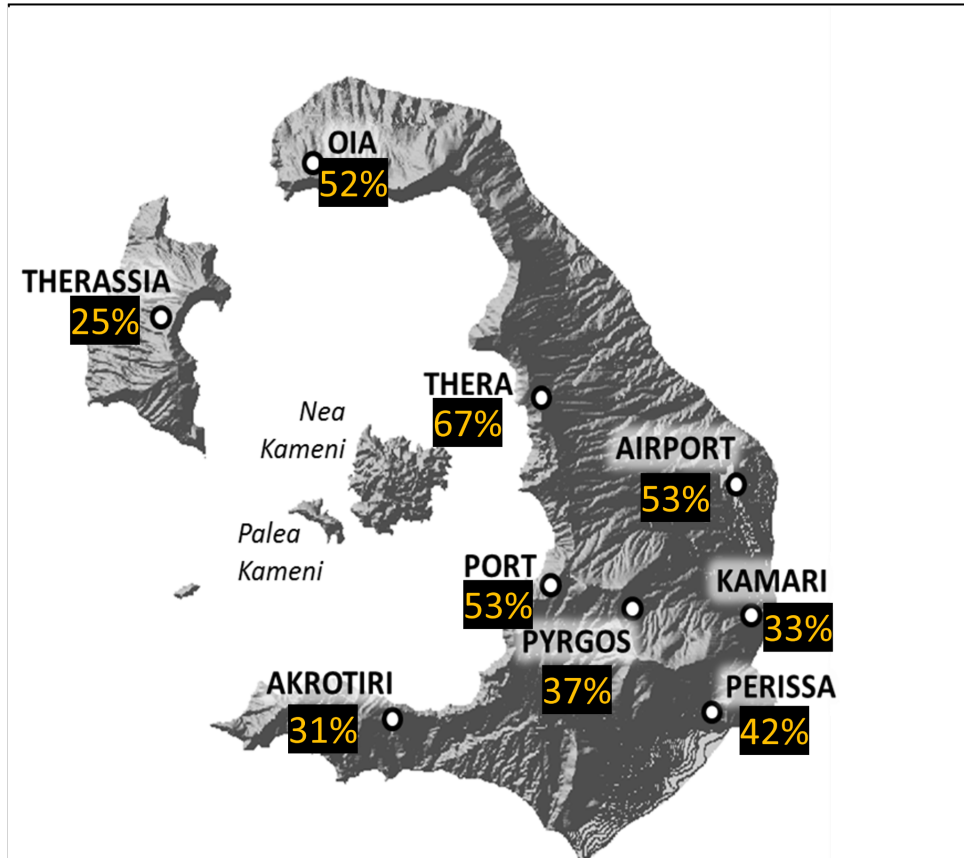 OIA
52%
THERASSIA
25%
THERA
67%
Nea
Kameni
AIRPORT
53%
Palea
Kameni
PORT
53%
KAMARI
33%
PYRGOS
37%
AKROTIRI
31%
PERISSA
42%